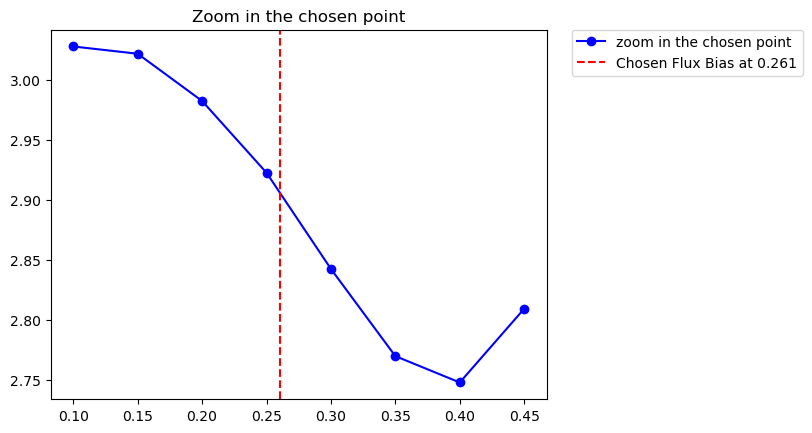 Zoom in the chosen point
zoom in the chosen point
Chosen Flux Bias at 0.261
3.00
2.95
2.90
2.85
2.80
2.75
0.10 0.15 0.20 0.25 0.30 0.35 0.40 0.45